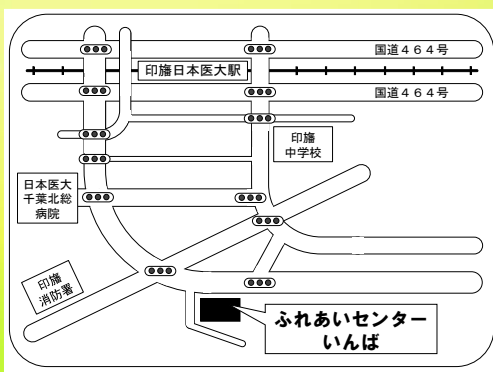 国道４６４号
印旛日本医大駅
国道４６４号
印旛
中学校
日本医大
千葉北総
病院
印旛
消防署
ふれあいセンター
いんば